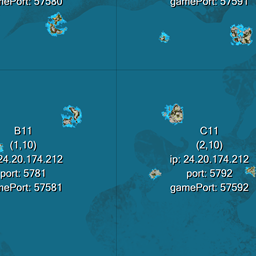 gamePort: 57580
gamePort: 57591
B11
(1,10)
24.20.174.212
port: 5781
gamePort: 57581
C11
(2,10)
ip: 24.20.174.212
port: 5792
gamePort: 57592